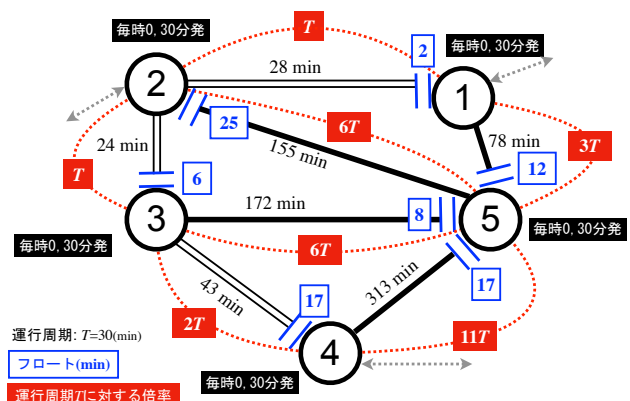 毎時0,30分発
T
2
毎時0,30分発
28 min
2
1
24 min
25
6T
155 min
78 min
3T
T
6
12
172 min
3
8
5
毎時0,30分発
6T
毎時0,30分発
43 min
17
313 min
17
2T
運行周期: T=30(min)
4
11T
フロート(min)
毎時0,30分発
運行周期Tに対する倍率